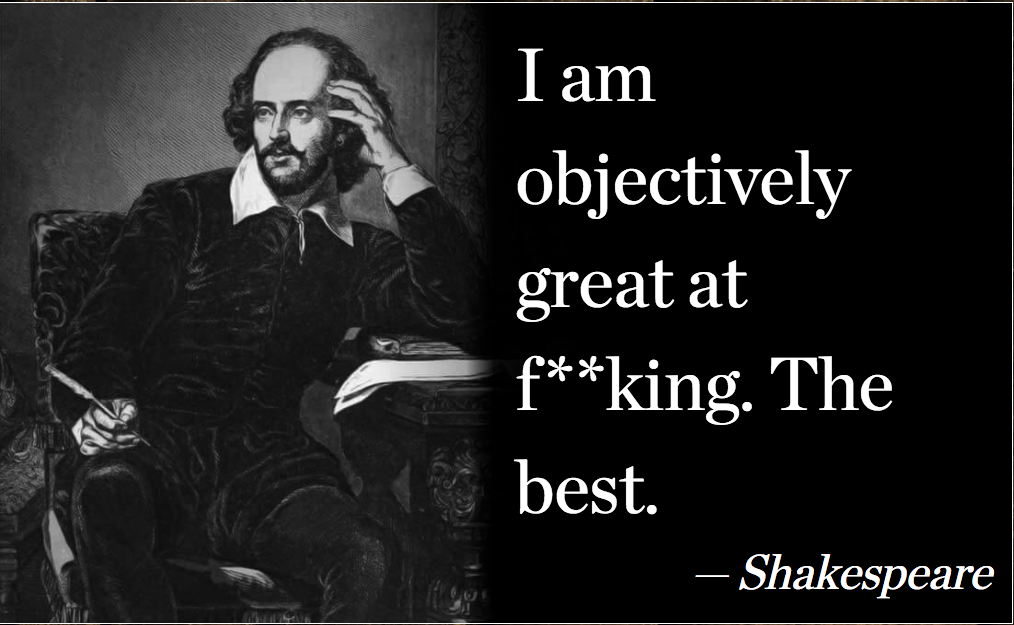 I am
objectively
great at
f**king. The
best.
— Shakespeare